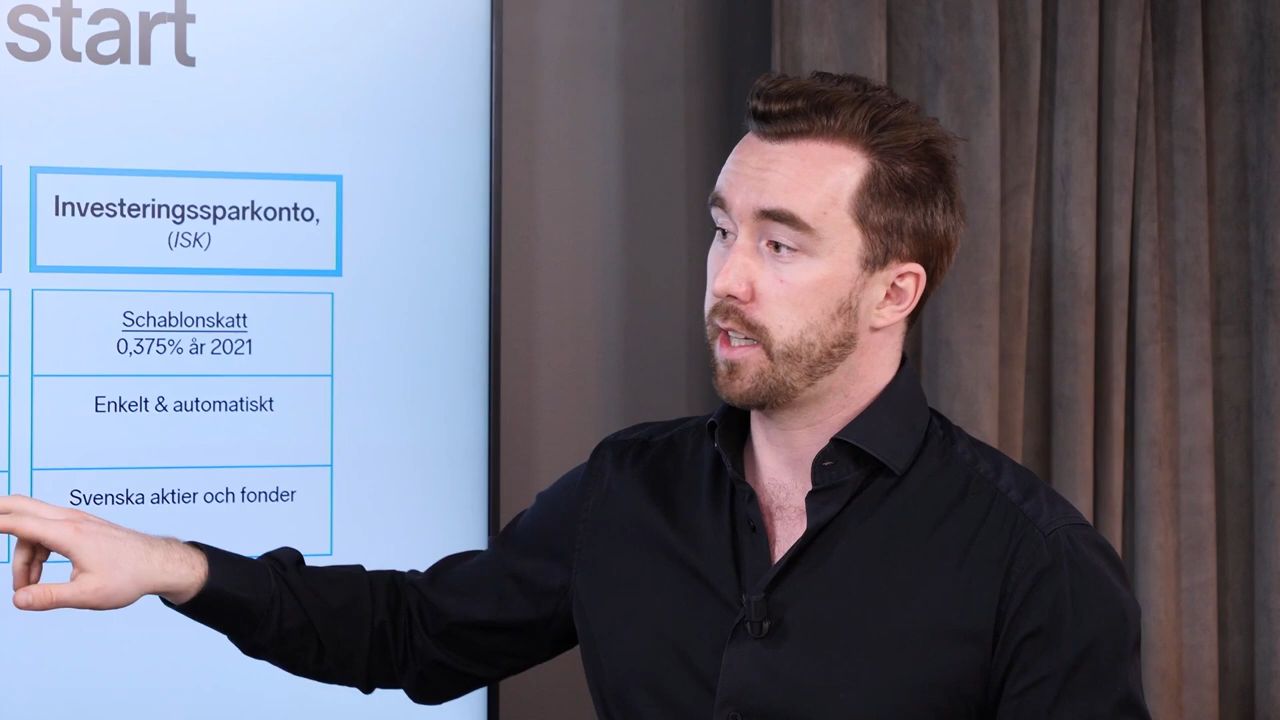 start
Investeringssparkonto,
(ISK)
Schablonskatt
0,375% år 2021
Enkelt & automatiskt
Svenska aktier och fonder